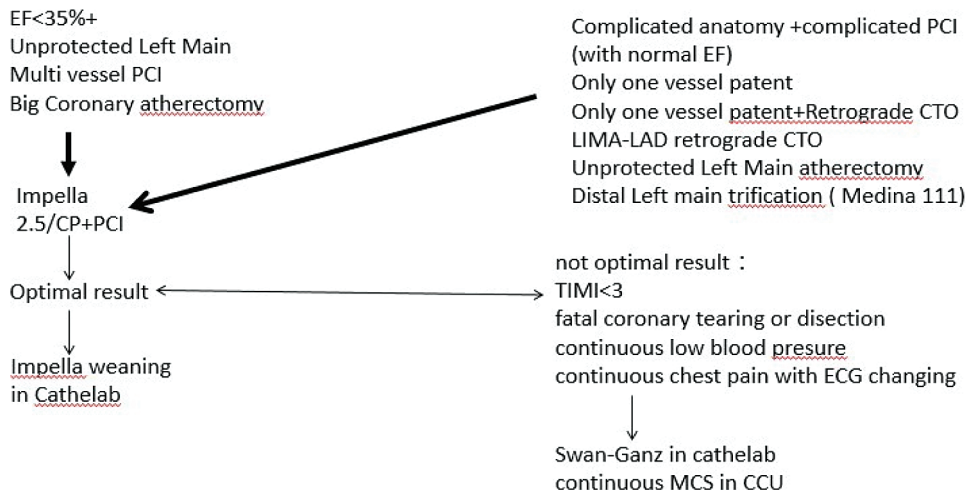 EF<35%+
Unprotected Left Main
Multi vessel PCI
Big Coronary atherectomy
Complicated anatomy +complicated PCI
(with normal EF)
Only one vessel patent
Only one vessel patent+Retrograde CTO
LIMA-LAD retrograde CTO
Unprotected Left Main atherectomy
Distal Left main trification ( Medina 111)
Impella
2.5/CP+PCI
Optimal result
not optimal result：
TIMI<3
fatal coronary tearing or disection
continuous low blood presure
continuous chest pain with ECG changing
Impella weaning
in Cathelab
Swan-Ganz in cathelab
continuous MCS in CCU